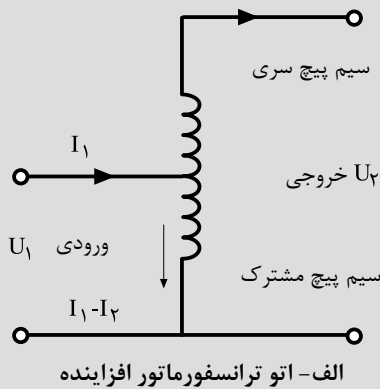 سیم پیچ سری
I۱
U۲ خروجی
U۱ ورودی
سیم پیچ مشترک
I۱-I۲
الف- اتو ترانسفورماتور افزاینده